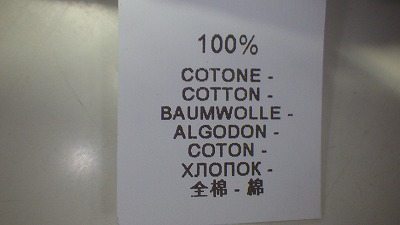 100%
COTONE -
COTTON -
BAUMWOLLE -
ALGODON -
COTON -
ХЛОПОК -
全棉 - 綿